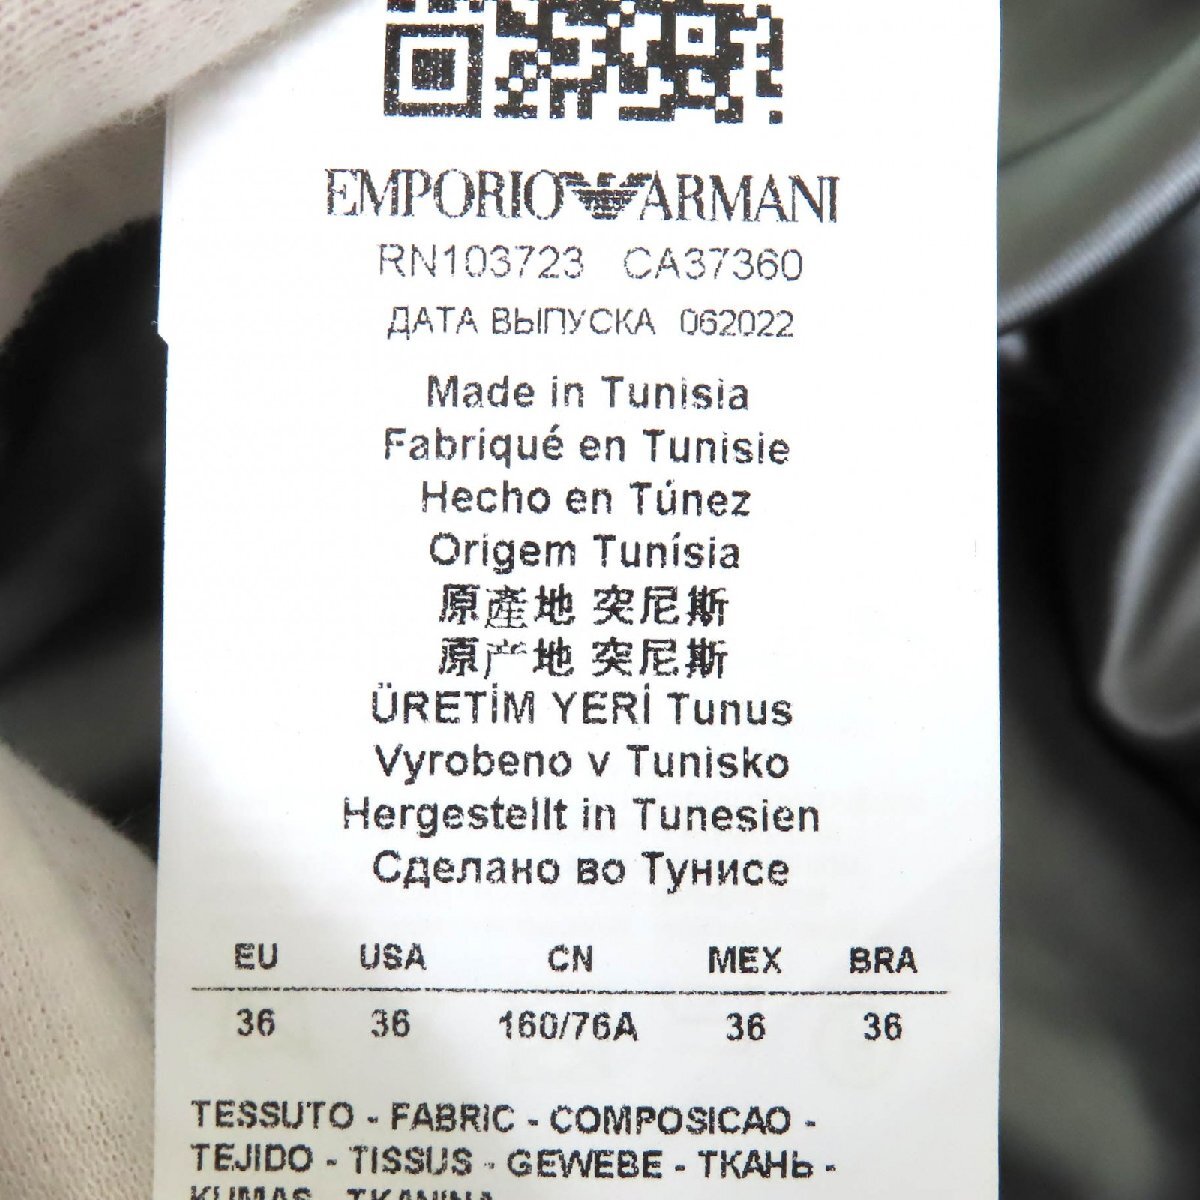 EMPORIO ARMANI
RN103723 CA37360
ДАТА ВЫПУСКА 062022
Made in Tunisia
Fabriqué en Tunisie
Hecho en Túnez
Origem Tunísia
原產地 突尼斯
原产地 突尼斯
ÜRETİM YERİ Tunus
Vyrobeno v Tunisko
Hergestellt in Tunesien
Сделано во Тунисе
EU USA CN MEX BRA
36 36 160/76A 36 36
TESSUTO - FABRIC - COMPOSICAO -
TEJIDO - TISSUS - GEWEBE - ТКАНЬ -
KUMAS - TKANINA